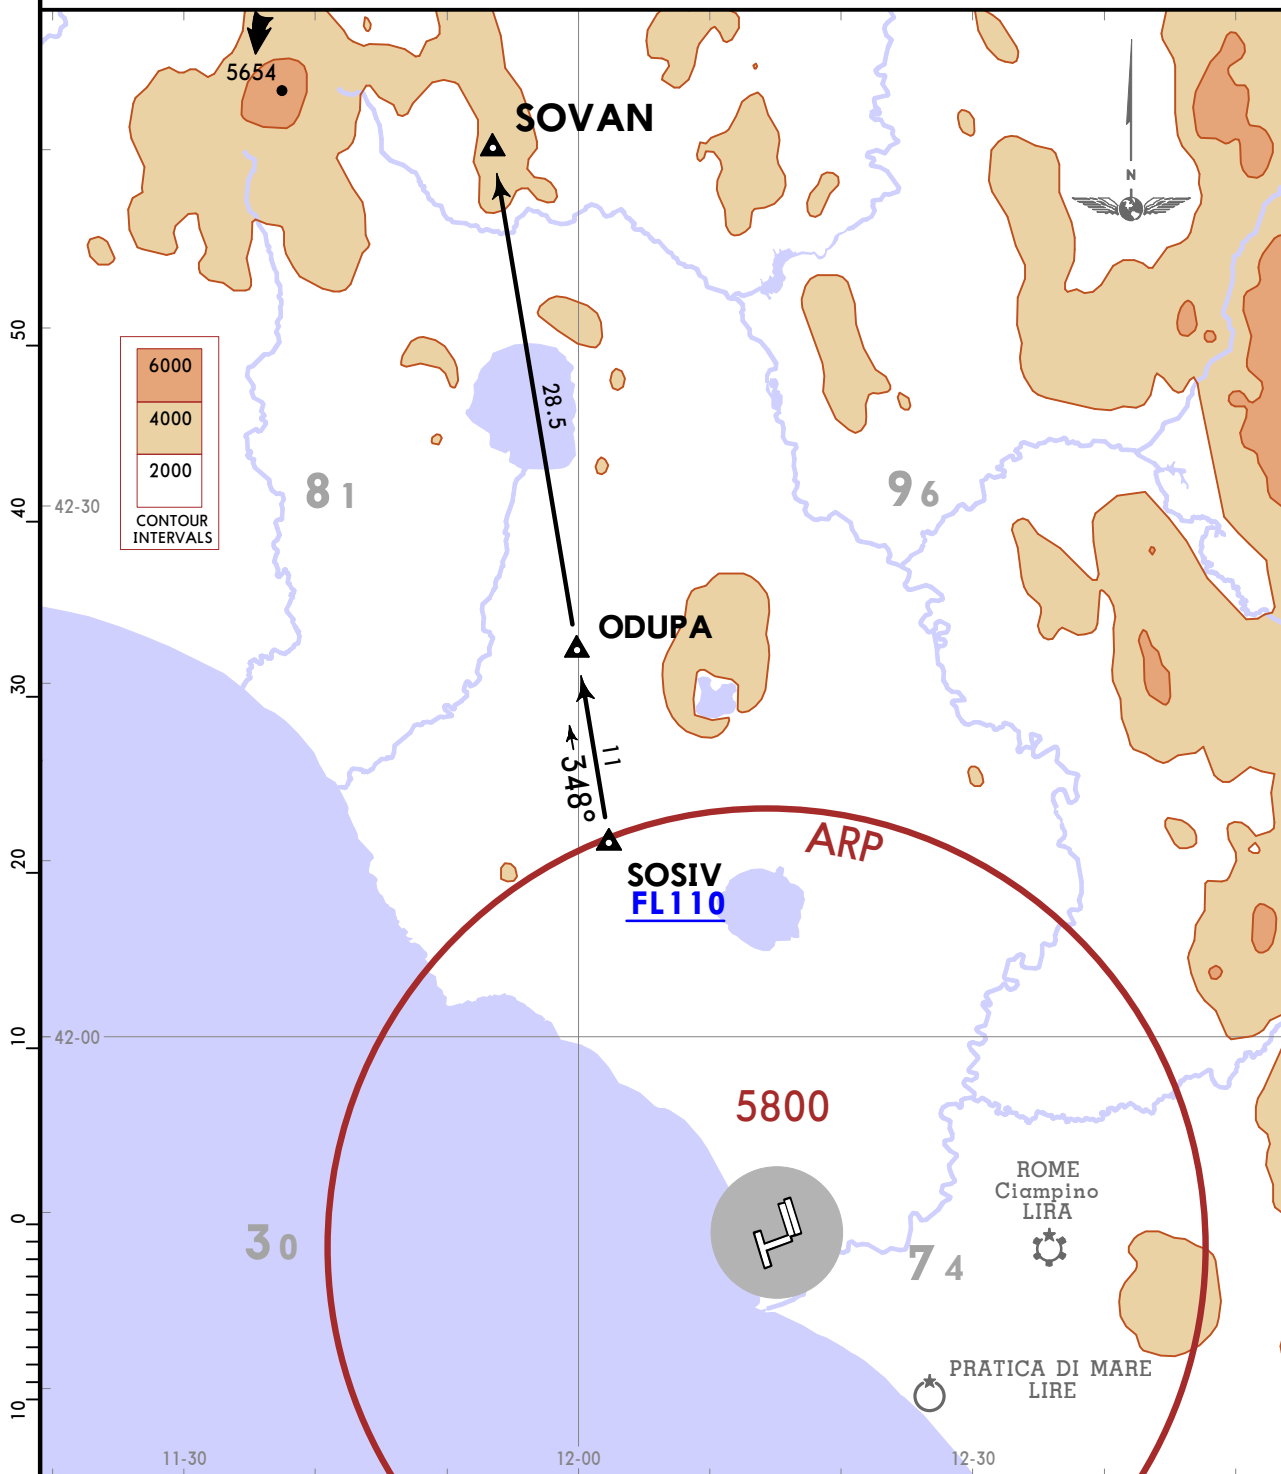 5654
SOVAN
N
50
6000
4000
2000
CONTOUR
INTERVALS
28.5
81
96
40
42-30
ODUPA
30
11
348°
ARP
20
SOSIV
FL110
10
42-00
5800
ROME
Ciampino
LIRA
0
30
74
PRATICA DI MARE
LIRE
10
11-30
12-00
12-30